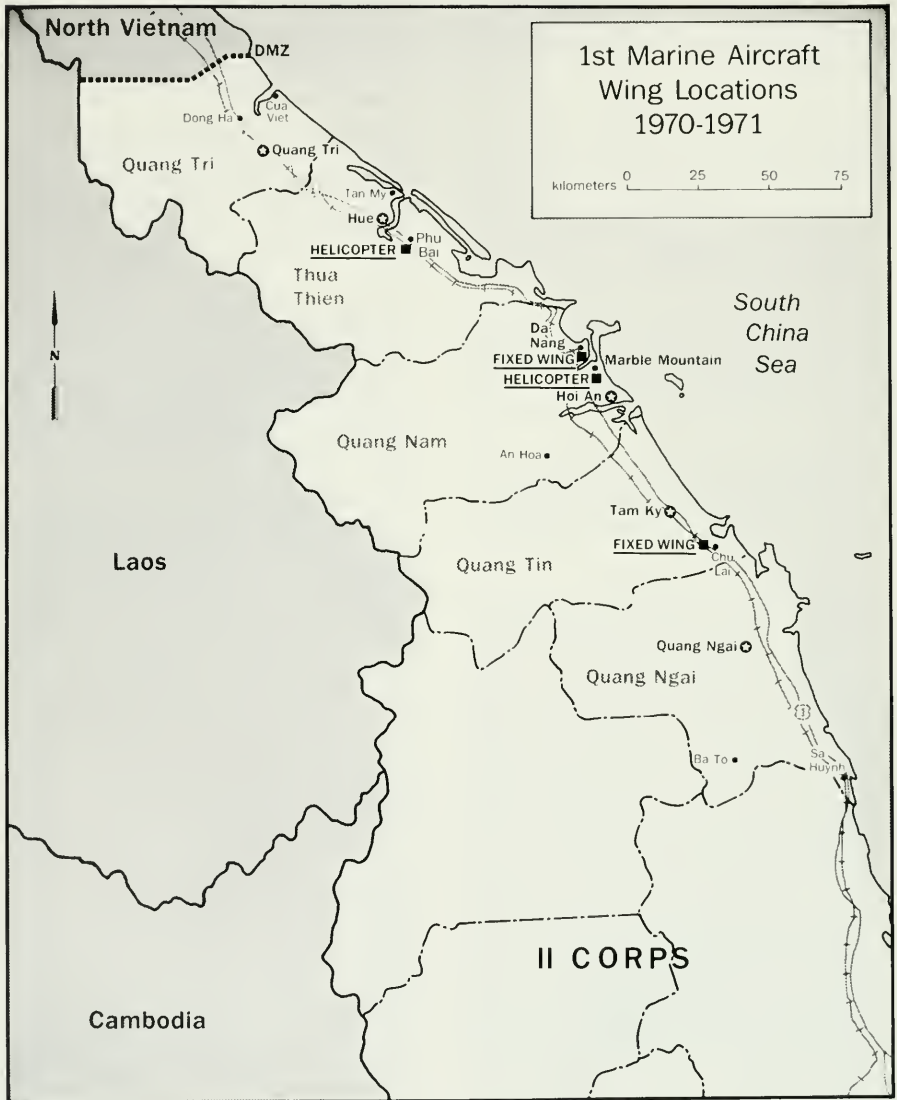 North Vietnam
DMZ
1st Marine Aircraft
Wing Locations
1970-1971
kilometers 0 25 50 75
Cua
Viet
Dong Ha
Quang Tri
Quang Tri
Tan My
Hue
Phu
Bai
HELICOPTER
Thua
Thien
South
China
Sea
N
Da
Nang
FIXED WING
Marble Mountain
HELICOPTER
Hoi An
Quang Nam
An Hoa
Tam Ky
FIXED WING
Chu
Lai
Laos
Quang Tin
Quang Ngai
Quang Ngai
1
Ba To
Sa
Huynh
II CORPS
Cambodia